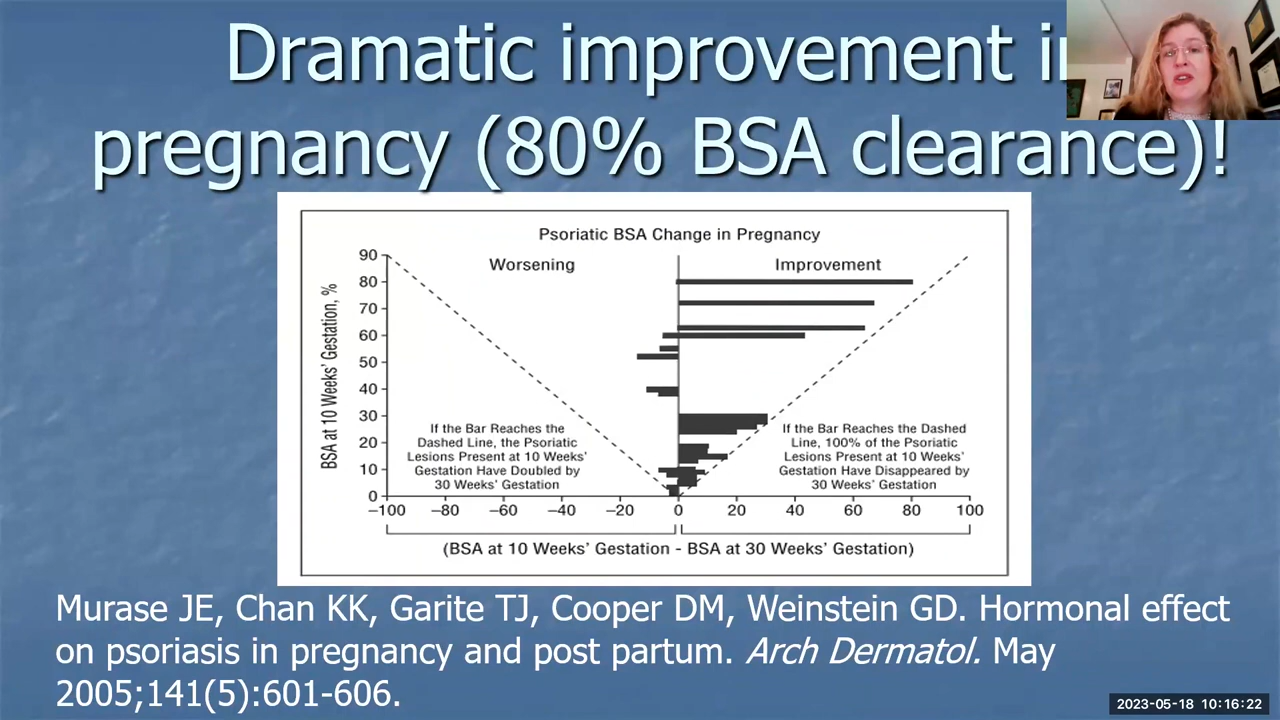 Dramatic improvement i
pregnancy (80% BSA clearance)!
Psoriatic BSA Change in Pregnancy
Worsening
Improvement
BSA at 10 Weeks' Gestation, %
90
80
70
60
50
40
30
20
10
0
If the Bar Reaches the
Dashed Line, the Psoriatic
Lesions Present at 10 Weeks'
Gestation Have Doubled by
30 Weeks' Gestation
If the Bar Reaches the Dashed
Line, 100% of the Psoriatic
Lesions Present at 10 Weeks'
Gestation Have Disappeared by
30 Weeks' Gestation
−100 −80 −60 −40 −20 0 20 40 60 80 100
(BSA at 10 Weeks' Gestation - BSA at 30 Weeks' Gestation)
Murase JE, Chan KK, Garite TJ, Cooper DM, Weinstein GD. Hormonal effect
on psoriasis in pregnancy and post partum. Arch Dermatol. May
2005;141(5):601-606.
2023-05-18 10:16:22